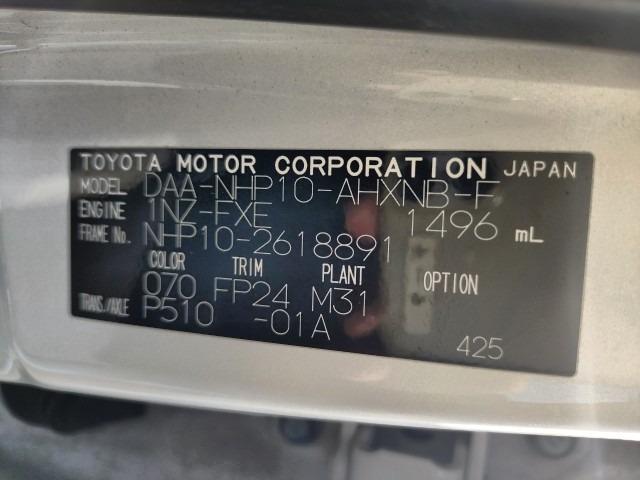 TOYOTA MOTOR CORPORATION JAPAN
MODEL DAA-NHP10-AHXNB-F
ENGINE 1NZ-FXE 1496 mL
FRAME No. NHP10-2618891
COLOR TRIM PLANT OPTION
070 FP24 M31
TRANS./AXLE P510 -01A
425